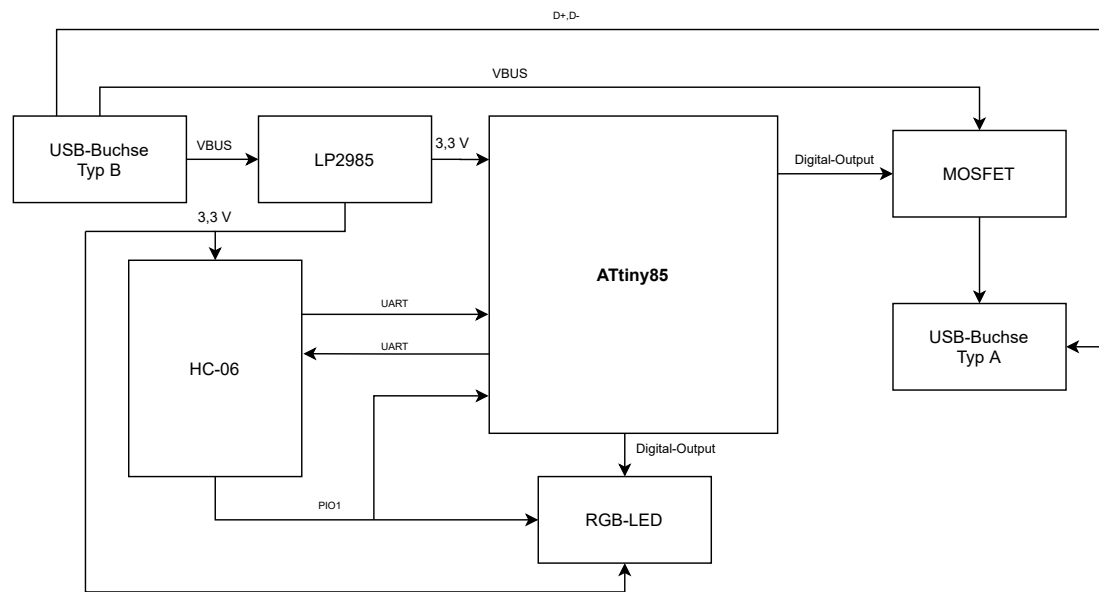 D+,D-
VBUS
USB-Buchse
Typ B
VBUS
LP2985
3,3 V
Digital-Output
MOSFET
3,3 V
ATtiny85
UART
UART
HC-06
USB-Buchse
Typ A
Digital-Output
PIO1
RGB-LED